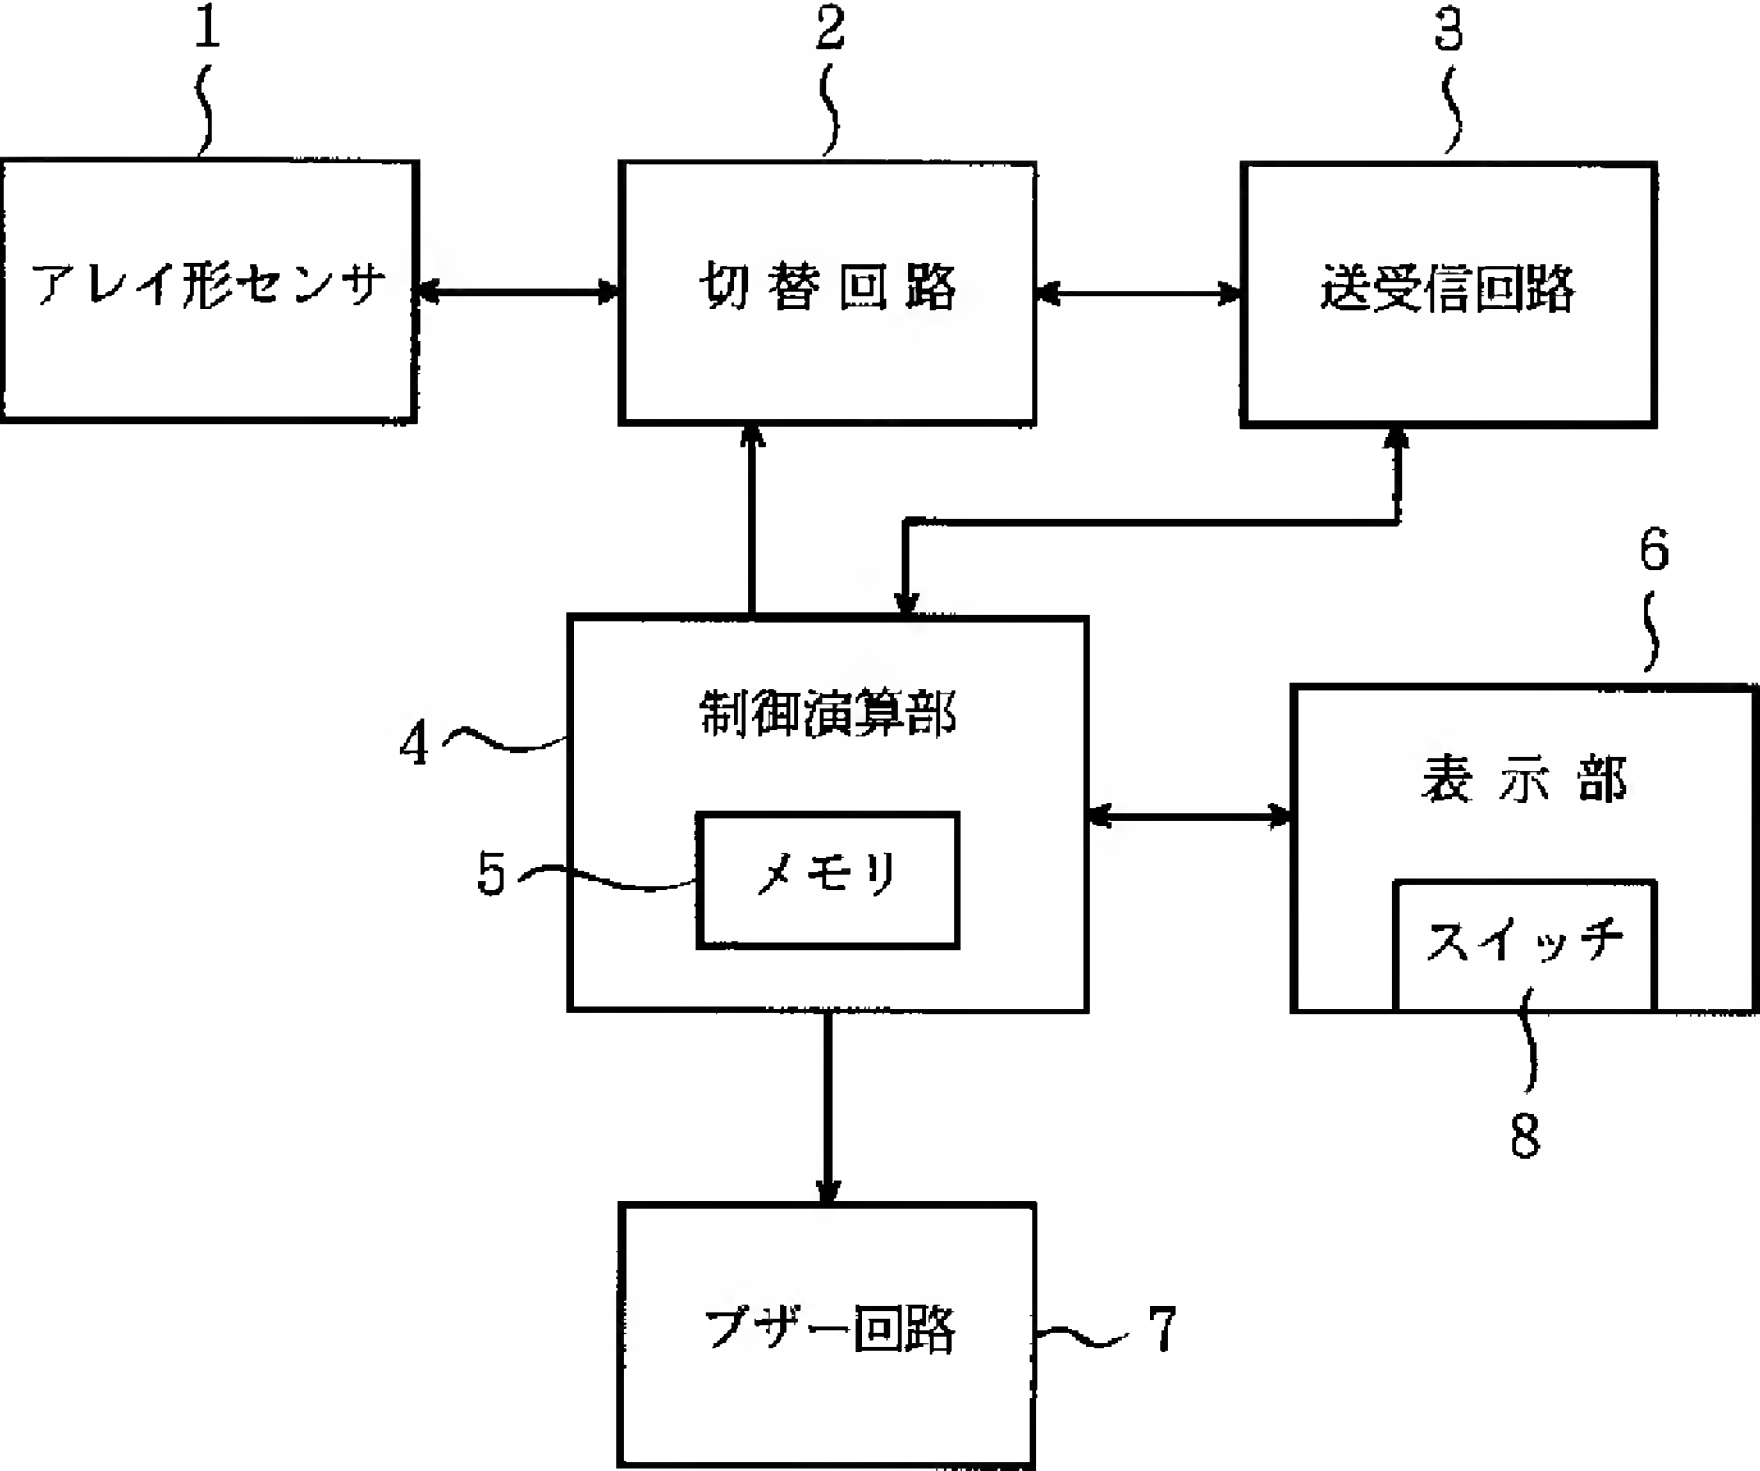 1
2
3
アレイ形センサ
切替回路
送受信回路
6
制御演算部
4
表示部
5
メモリ
スイッチ
8
ブザー回路
7